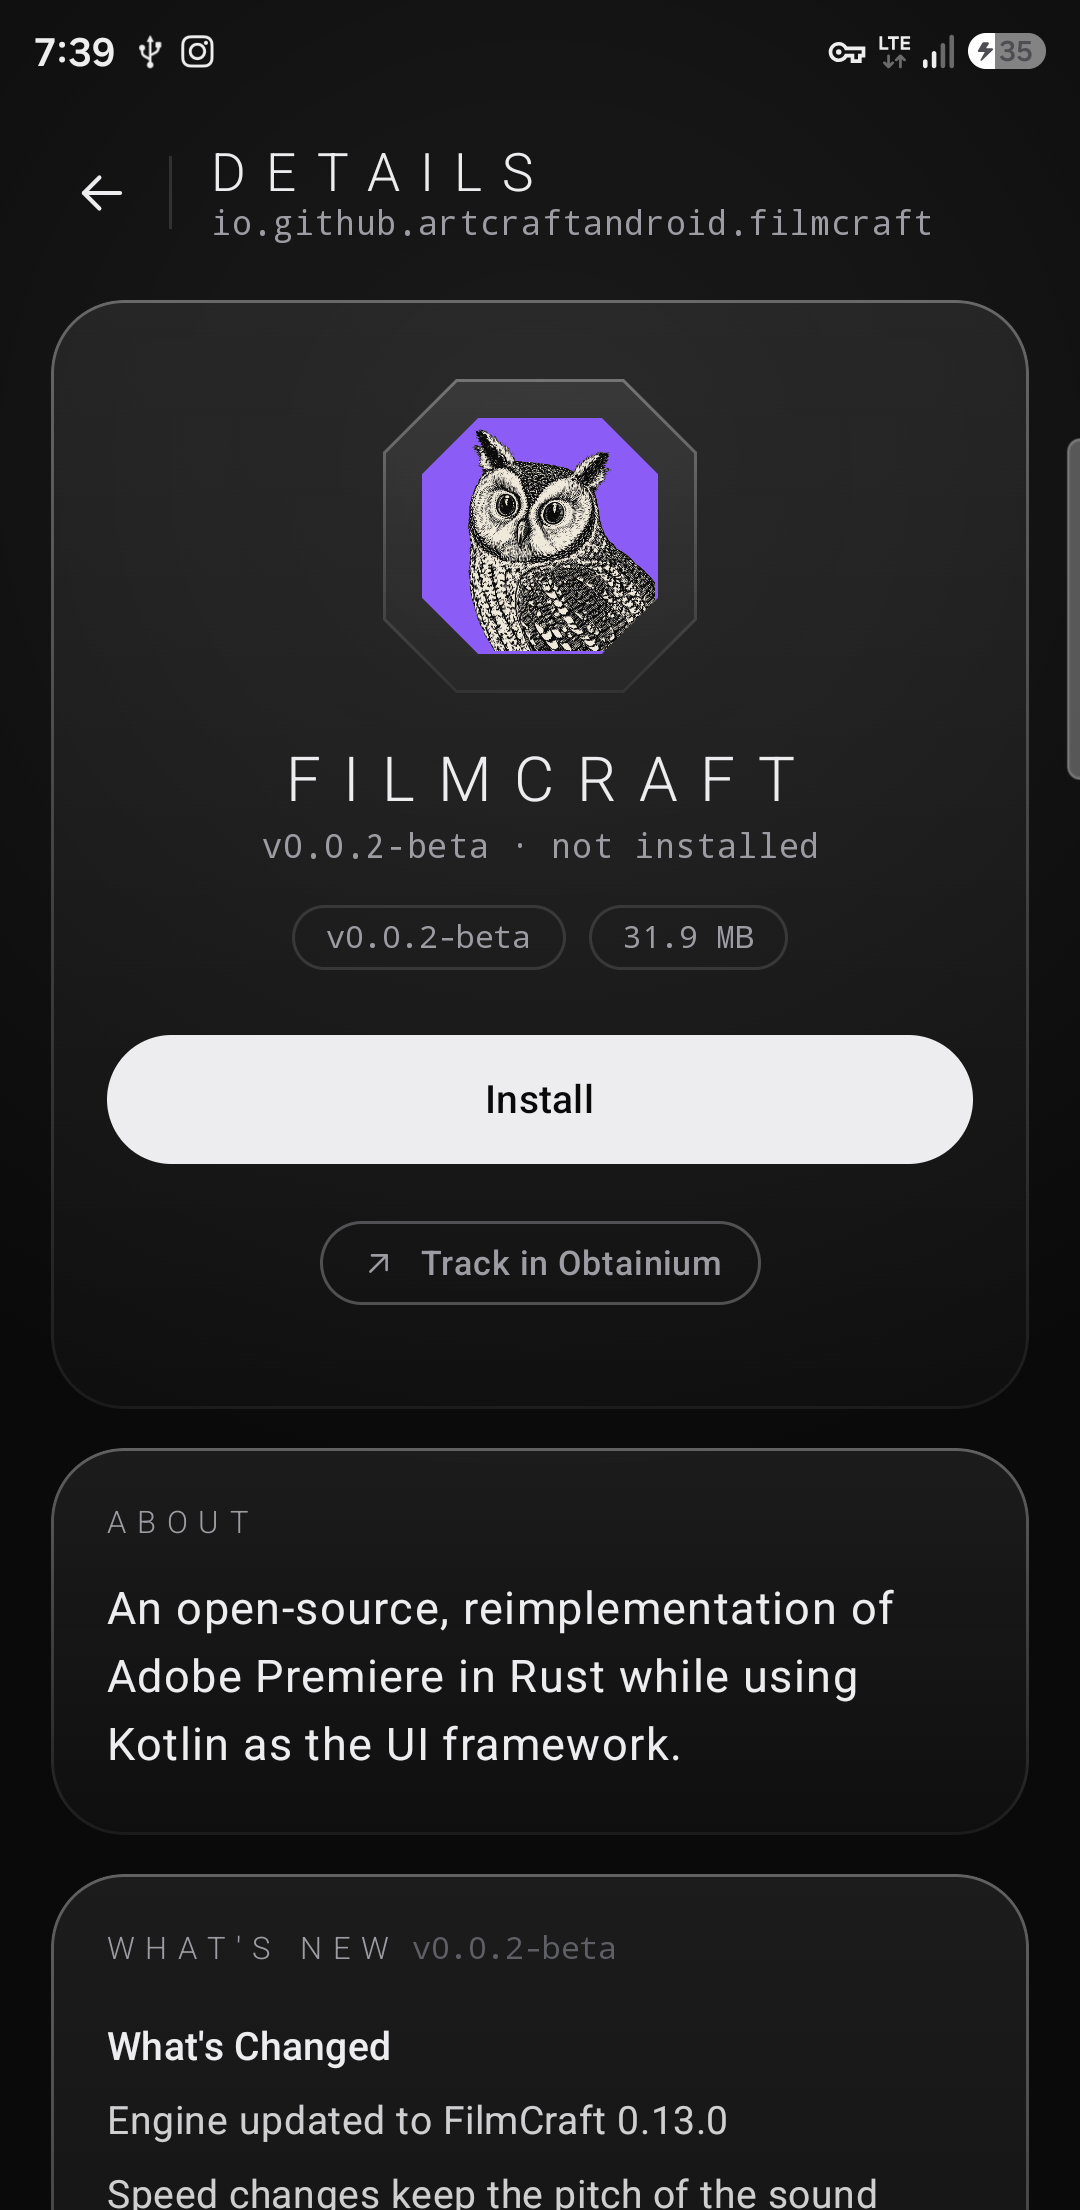 7:39
LTE
35
DETAILS
io.github.artcraftandroid.filmcraft
FILMCRAFT
v0.0.2-beta · not installed
v0.0.2-beta
31.9 MB
Install
Track in Obtainium
ABOUT
An open-source, reimplementation of
Adobe Premiere in Rust while using
Kotlin as the UI framework.
WHAT'S NEW v0.0.2-beta
What's Changed
Engine updated to FilmCraft 0.13.0
Speed changes keep the pitch of the sound